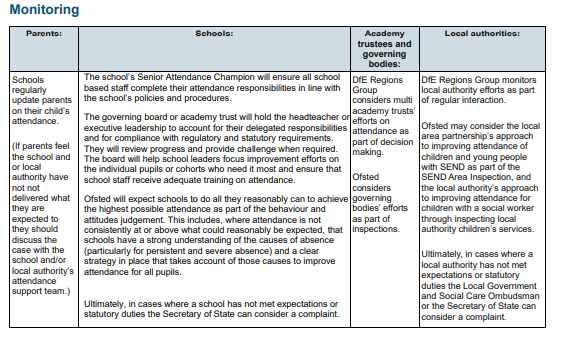 Monitoring
Parents:
Schools:
Academy
trustees and
governing
bodies:
Local authorities:
Schools
regularly
update parents
on their child's
attendance.
(If parents feel
the school and
or local
authority have
not not
delivered what
they are
expected to
they should
discuss the
case with the
school and/or
local authority's
attendance
support team.)
The school's Senior Attendance Champion will ensure all school
based staff complete their attendance responsibilities in line with
the school's policies and procedures.
The governing board or academy trust will hold the headteacher or
executive leadership to account for their delegated responsibilities
and for compliance with regulatory and statutory requirements.
They will review progress and provide challenge when required.
The board will help school leaders focus improvement efforts on
the individual pupils or cohorts who need it most and ensure that
school staff receive adequate training on attendance.
Ofsted will expect schools to do all they reasonably can to achieve
the highest possible attendance as part of the behaviour and
attitudes judgement. This includes, where attendance is not
consistently at or above what could reasonably be expected, that
schools have a strong understanding of the causes of absence
(particularly for persistent and severe absence) and a clear
strategy in place that takes account of those causes to improve
attendance for all pupils.
Ultimately, in cases where a school has not met expectations or
statutory duties the Secretary of State can consider a complaint.
DfE Regions
Group
considers multi
academy trusts'
efforts on
attendance as
part of decision
making.
Ofsted
considers
governing
bodies' efforts
as part of
inspections.
DfE Regions Group monitors
local authority efforts as part
of regular interaction.
Ofsted may consider the local
area partnership's approach
to improving attendance of
children and young people
with SEND as part of the
SEND Area Inspection, and
the local authority's approach
to improving attendance for
children with a social worker
through inspecting local
authority children's services.
Ultimately, in cases where a
local authority has not met
expectations or statutory
duties the Local Government
and Social Care Ombudsman
or the Secretary of State can
consider a complaint.